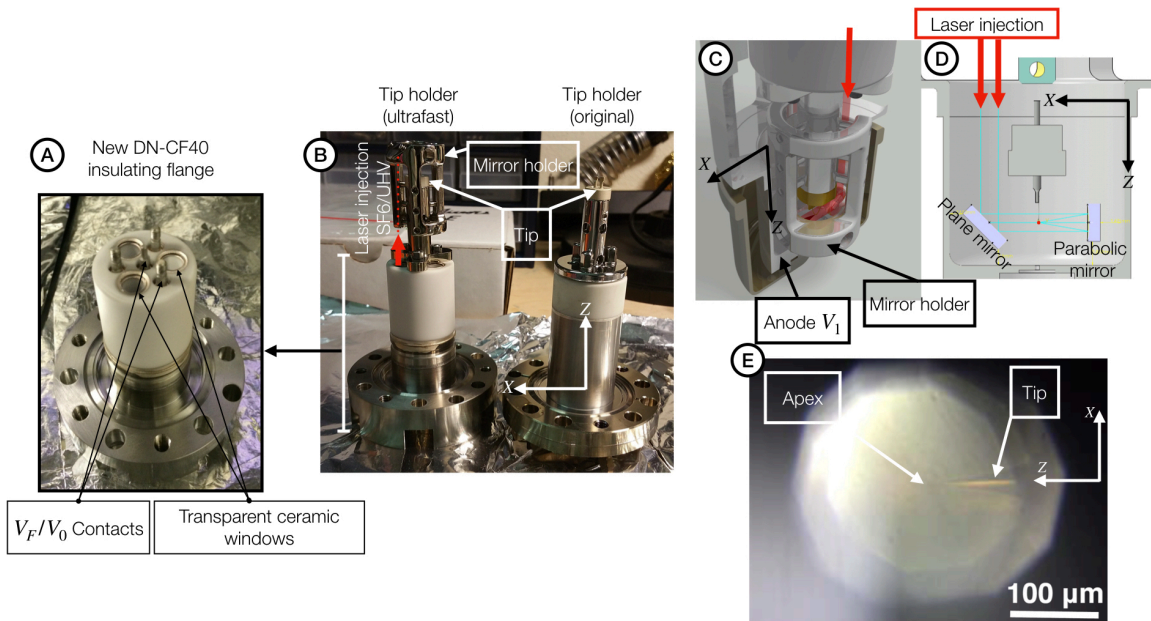 A
New DN-CF40
insulating flange
V_F/V_0 Contacts
Transparent ceramic
windows
B
Tip holder
(ultrafast)
Tip holder
(original)
Mirror holder
Laser injection
SF6/UHV
Tip
Z
X
C
X
Z
Anode V_1
Mirror holder
Laser injection
D
X
Z
Plane mirror
Parabolic
mirror
E
Apex
Tip
X
Z
100 μm